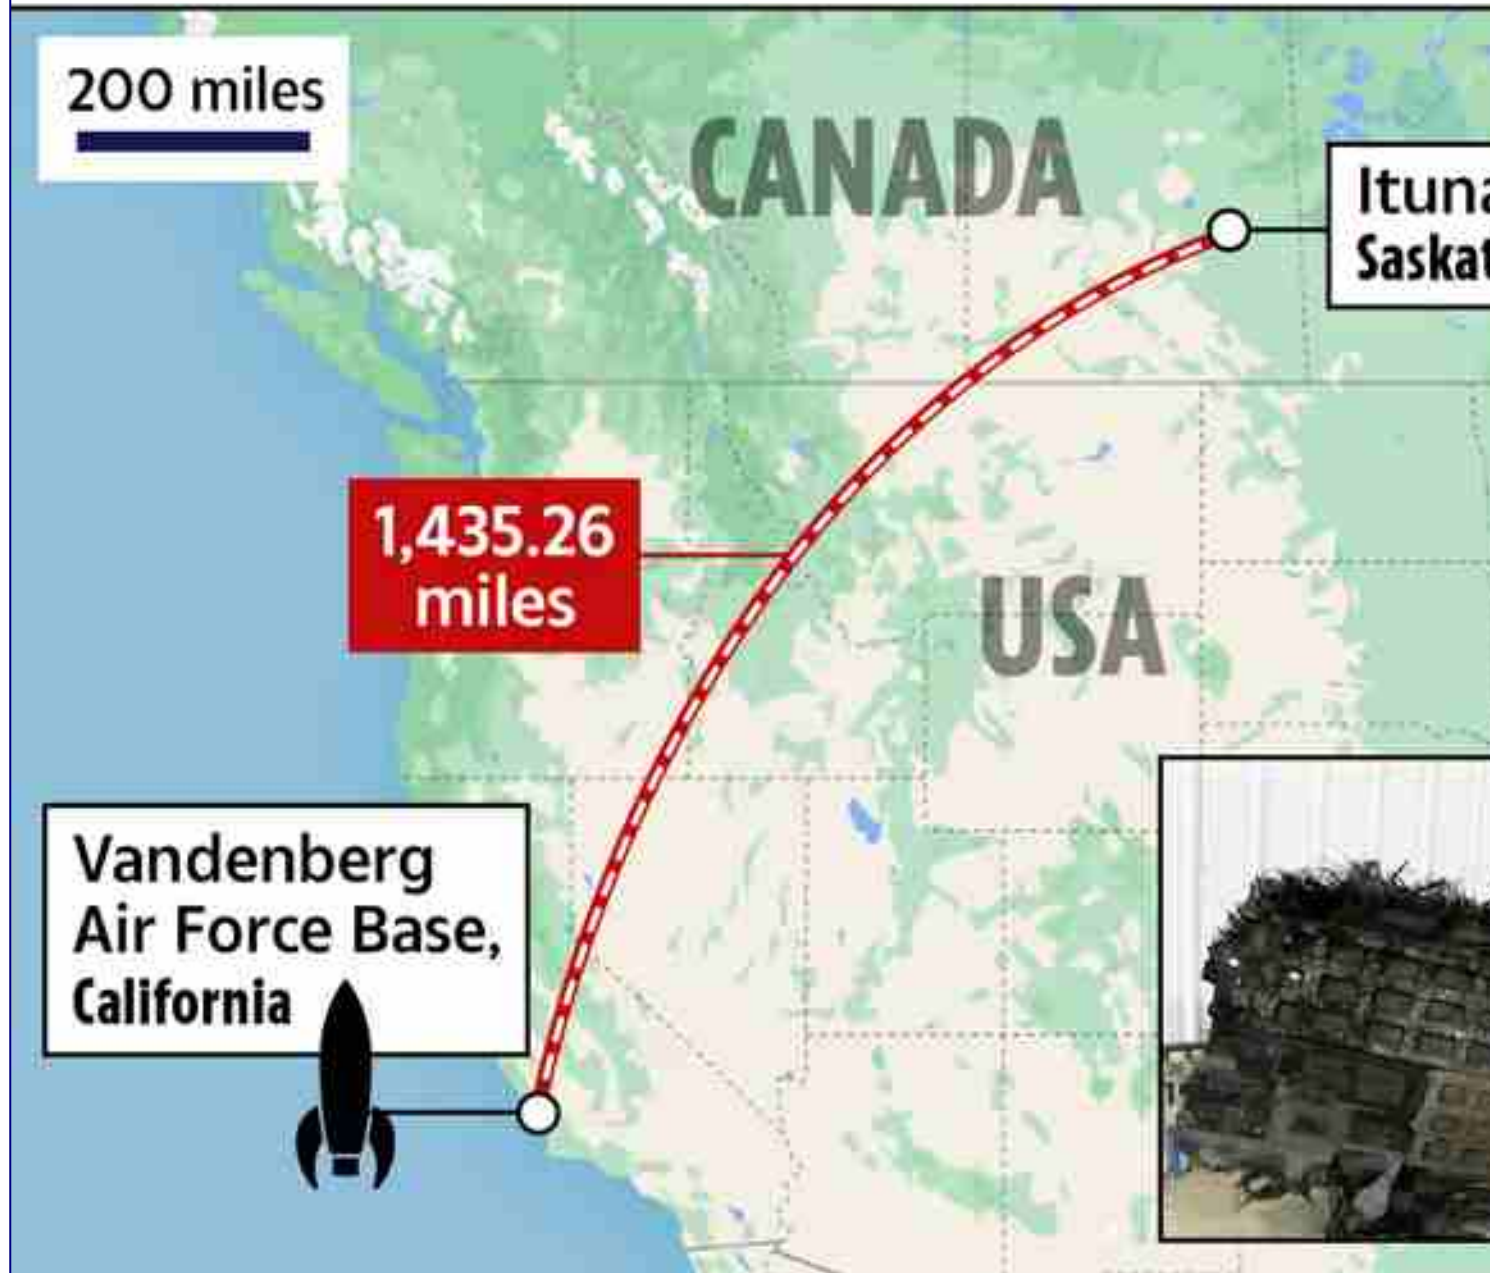 200 miles
CANADA
Ituna
Saskat
1,435.26
miles
USA
Vandenberg
Air Force Base,
California